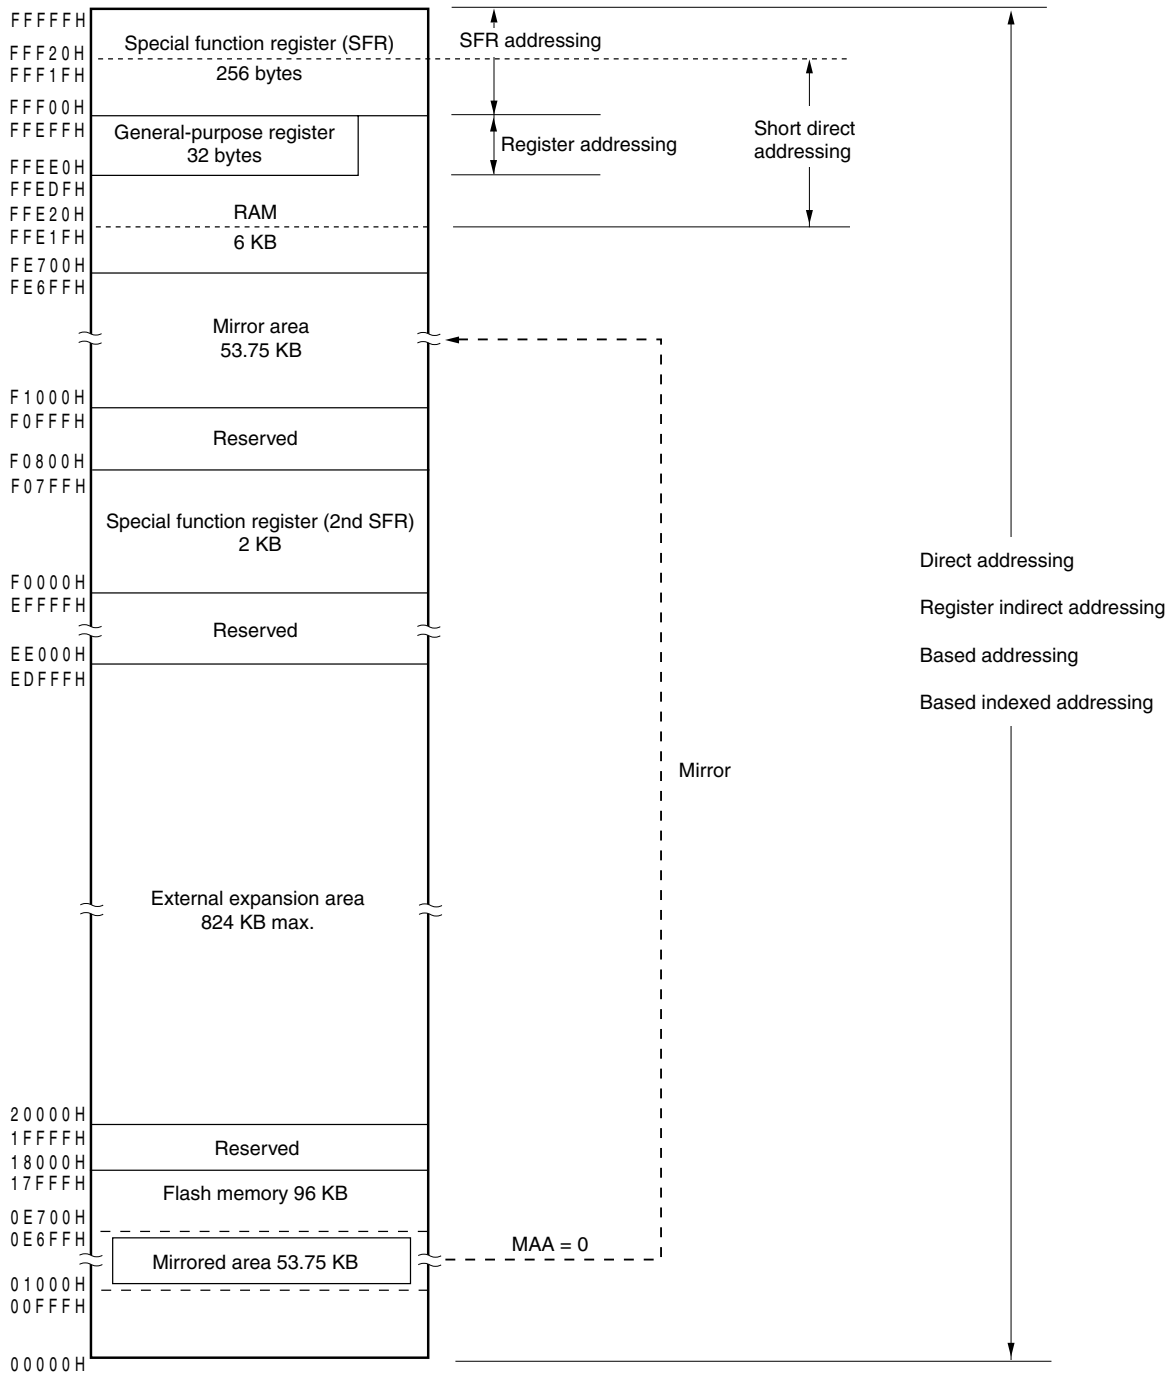 FFFFFH
Special function register (SFR)
SFR addressing
FFF20H
FFF1FH
256 bytes
FFF00H
FFEFFH
General-purpose register
32 bytes
Register addressing
Short direct
addressing
FFEE0H
FFEDFH
FFE20H
RAM
FFE1FH
6 KB
FE700H
FE6FFH
Mirror area
53.75 KB
F1000H
F0FFFH
Reserved
F0800H
F07FFH
Special function register (2nd SFR)
2 KB
F0000H
EFFFFH
Reserved
EE000H
EDFFFH
Direct addressing
Register indirect addressing
Based addressing
Based indexed addressing
Mirror
External expansion area
824 KB max.
20000H
1FFFFH
Reserved
18000H
17FFFH
Flash memory 96 KB
0E700H
0E6FFH
MAA = 0
Mirrored area 53.75 KB
01000H
00FFFH
00000H